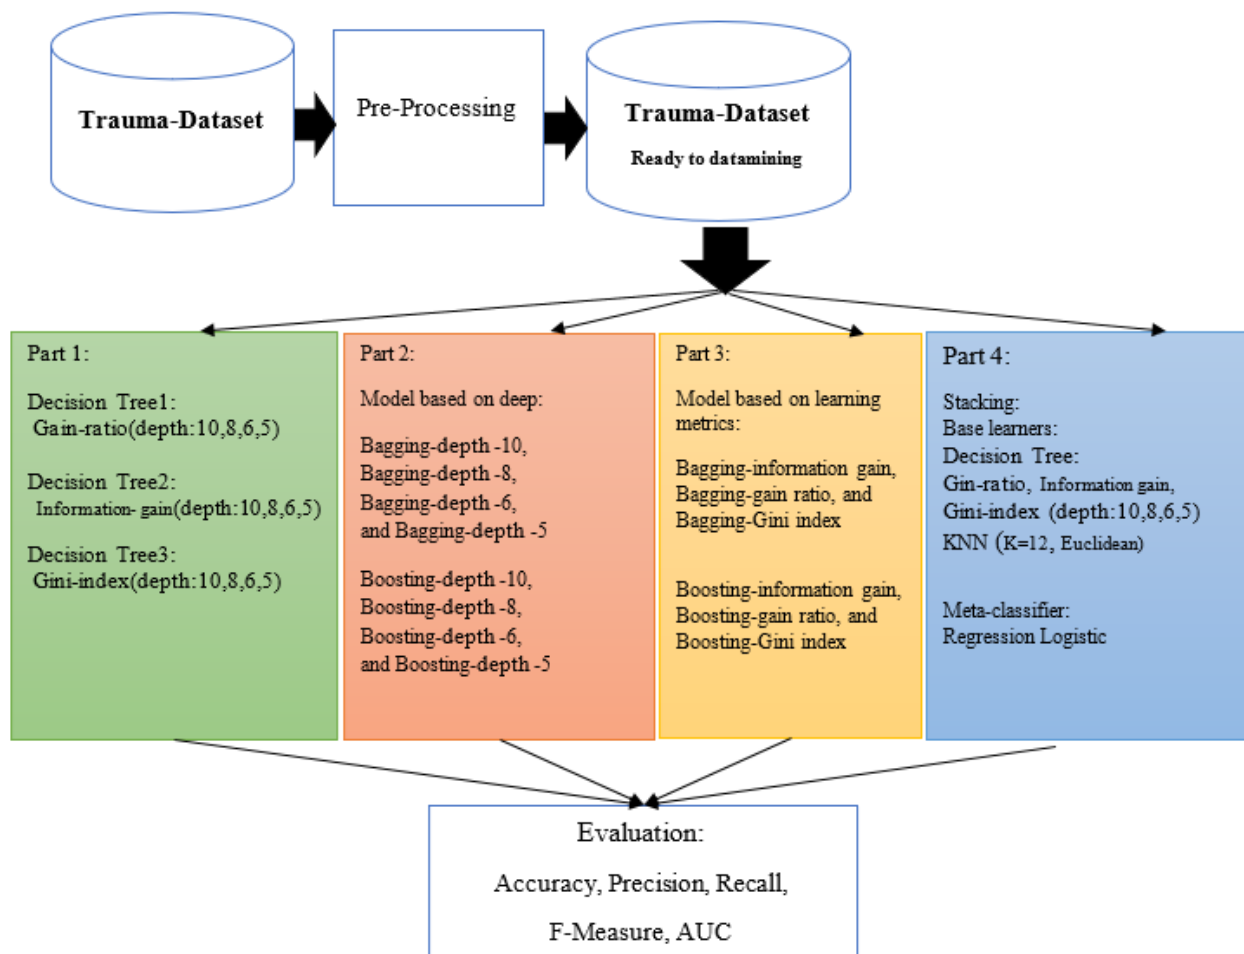 Trauma-Dataset
Pre-Processing
Trauma-Dataset
Ready to datamining
Part 1:
Decision Tree1:
Gain-ratio(depth:10,8,6,5)
Decision Tree2:
Information- gain(depth:10,8,6,5)
Decision Tree3:
Gini-index(depth:10,8,6,5)
Part 2:
Model based on deep:
Bagging-depth -10,
Bagging-depth -8,
Bagging-depth -6,
and Bagging-depth -5
Boosting-depth -10,
Boosting-depth -8,
Boosting-depth -6,
and Boosting-depth -5
Part 3:
Model based on learning
metrics:
Bagging-information gain,
Bagging-gain ratio, and
Bagging-Gini index
Boosting-information gain,
Boosting-gain ratio, and
Boosting-Gini index
Part 4:
Stacking:
Base learners:
Decision Tree:
Gin-ratio, Information gain,
Gini-index (depth:10,8,6,5)
KNN (K=12, Euclidean)
Meta-classifier:
Regression Logistic
Evaluation:
Accuracy, Precision, Recall,
F-Measure, AUC